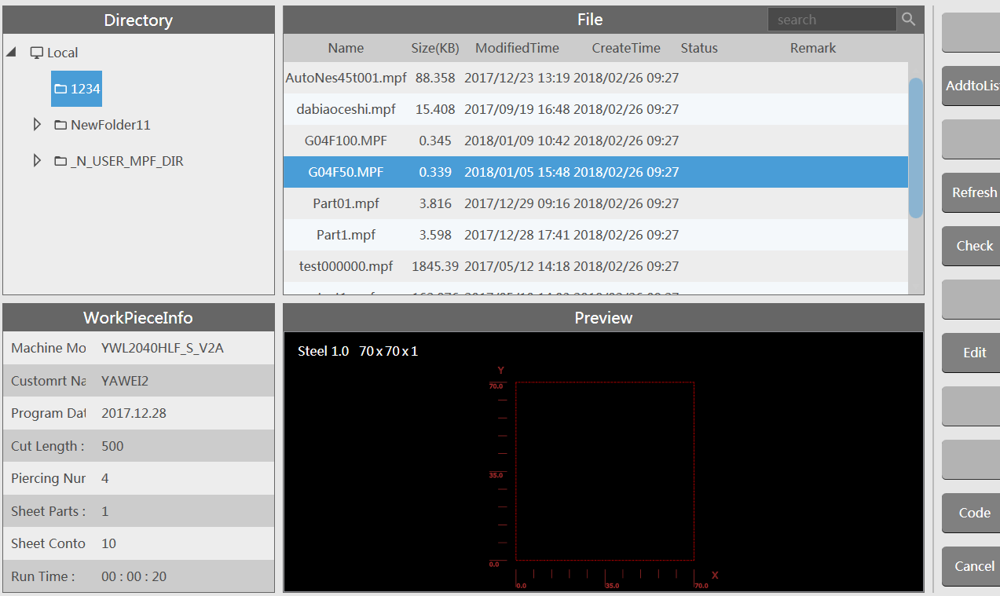 Directory
Local
1234
NewFolder11
_N_USER_MPF_DIR
File
search
Name Size(KB) ModifiedTime CreateTime Status Remark
AutoNes45t001.mpf 88.358 2017/12/23 13:19 2018/02/26 09:27
dabiaoceshi.mpf 15.408 2017/09/19 16:48 2018/02/26 09:27
G04F100.MPF 0.345 2018/01/09 10:42 2018/02/26 09:27
G04F50.MPF 0.339 2018/01/05 15:48 2018/02/26 09:27
Part01.mpf 3.816 2017/12/29 09:16 2018/02/26 09:27
Part1.mpf 3.598 2017/12/28 17:41 2018/02/26 09:27
test000000.mpf 1845.39 2017/05/12 14:18 2018/02/26 09:27
WorkPieceInfo
Machine Mo YWL2040HLF_S_V2A
Customrt Na YAWEI2
Program Dat 2017.12.28
Cut Length : 500
Piercing Nur 4
Sheet Parts : 1
Sheet Conto 10
Run Time : 00 : 00 : 20
Preview
Steel 1.0 70 x 70 x 1
Y
70.0
35.0
0.0
0.0 35.0 70.0
X
AddtoLis
Refresh
Check
Edit
Code
Cancel